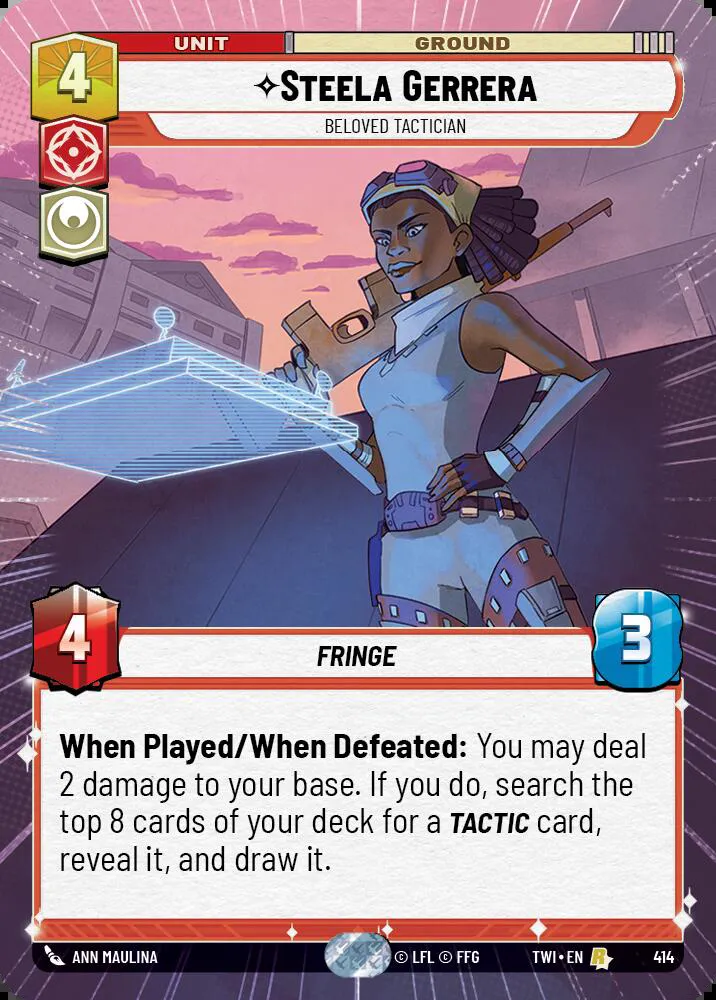 UNIT
GROUND
4
STEELA GERRERA
BELOVED TACTICIAN
4
FRINGE
3
When Played/When Defeated: You may deal
2 damage to your base. If you do, search the
top 8 cards of your deck for a TACTIC card,
reveal it, and draw it.
ANN MAULINA
© LFL © FFG
TWI • EN
R
414